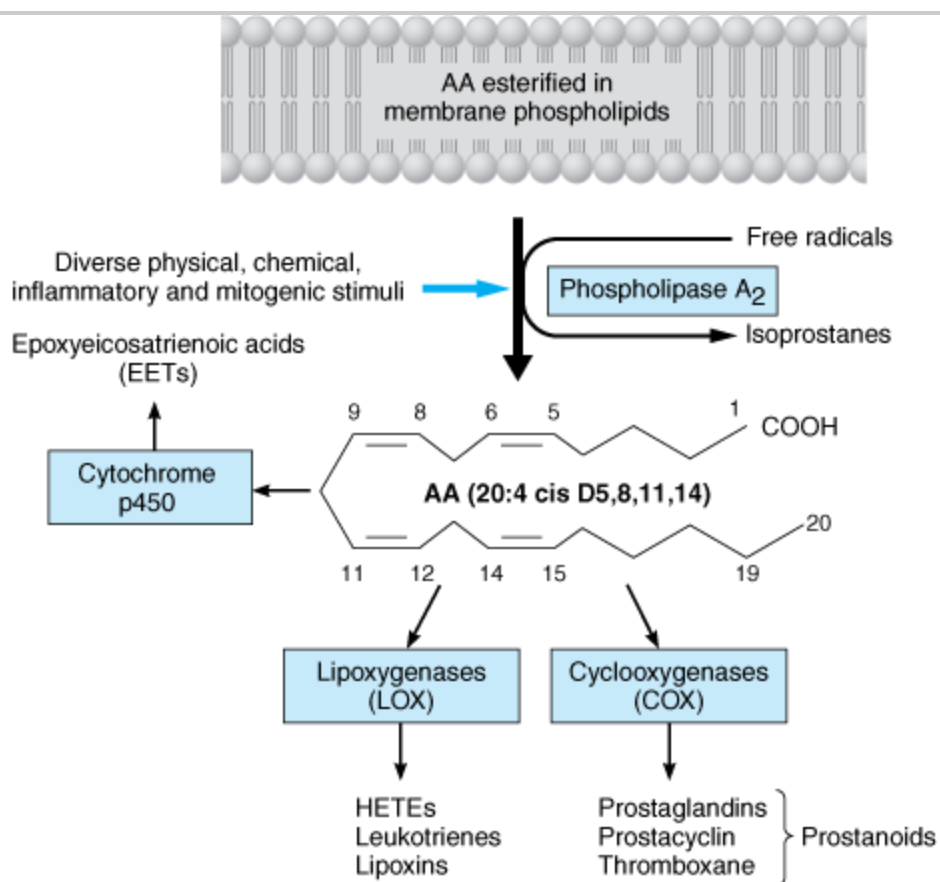 AA esterified in
membrane phospholipids
Free radicals
Diverse physical, chemical,
inflammatory and mitogenic stimuli
Phospholipase A2
Isoprostanes
Epoxyeicosatrienoic acids
(EETs)
9 8 6 5 1
COOH
Cytochrome
p450
AA (20:4 cis D5,8,11,14)
20
11 12 14 15 19
Lipoxygenases
(LOX)
Cyclooxygenases
(COX)
HETEs
Leukotrienes
Lipoxins
Prostaglandins
Prostacyclin
Thromboxane
Prostanoids